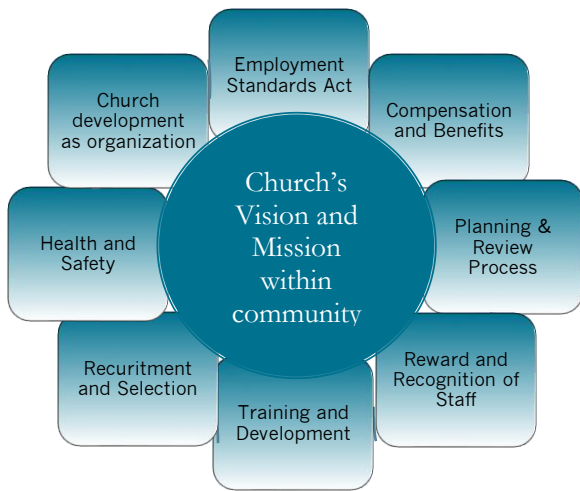 Employment
Standards Act
Compensation
and Benefits
Planning &
Review
Process
Reward and
Recognition of
Staff
Training and
Development
Recuritment
and Selection
Health and
Safety
Church
development
as organization
Church's
Vision and
Mission
within
community